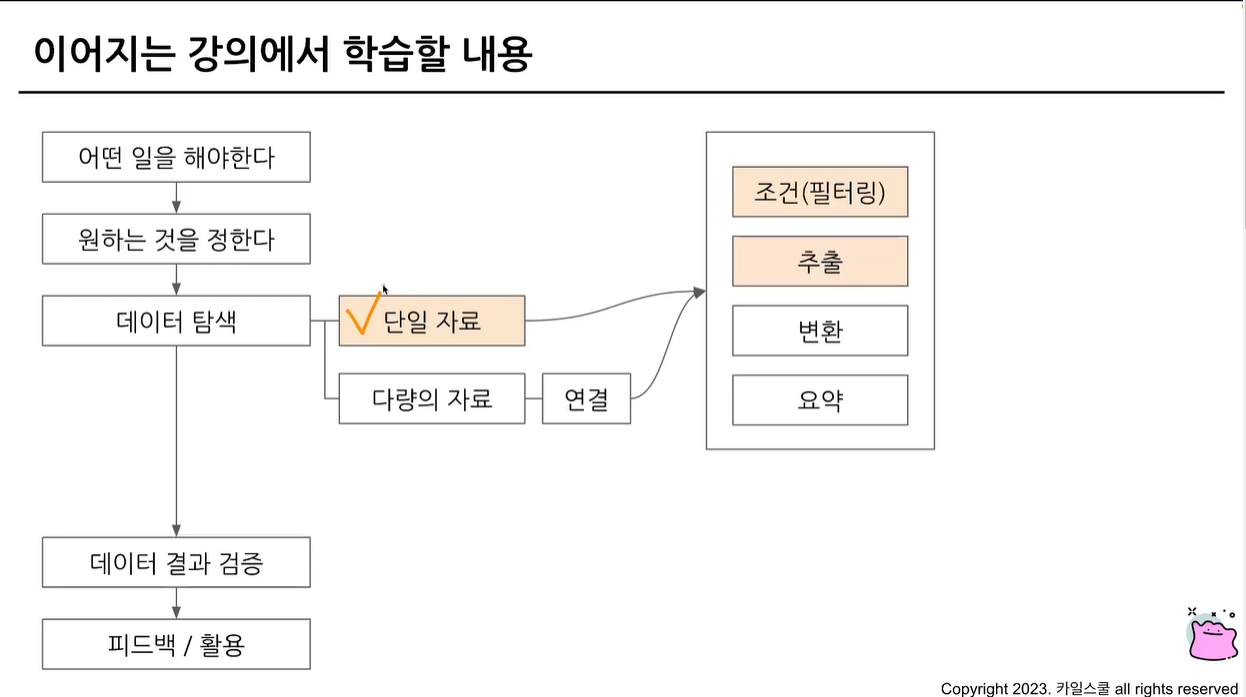 이어지는 강의에서 학습할 내용
어떤 일을 해야한다
원하는 것을 정한다
데이터 탐색
단일 자료
다량의 자료
연결
조건(필터링)
추출
변환
요약
데이터 결과 검증
피드백 / 활용
Copyright 2023. 카일스쿨 all rights reserved